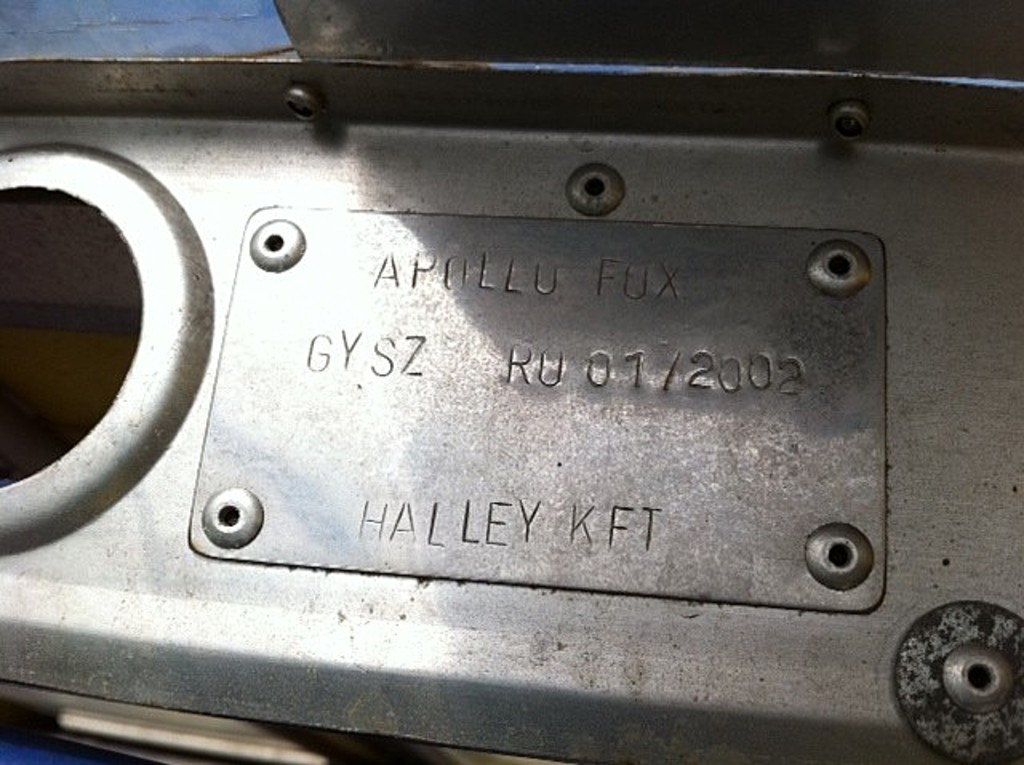 APOLLO FOX
GYSZ RU 01/2002
HALLEY KFT